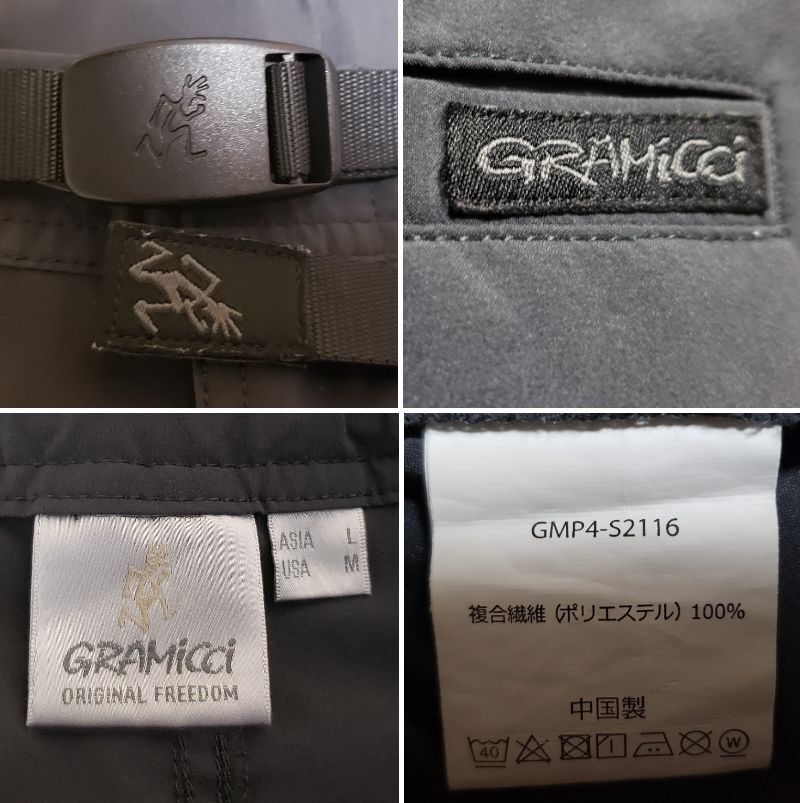 GRAMiCCi
GRAMiCCi
ORIGINAL FREEDOM
ASIA L
USA M
GMP4-S2116
複合繊維 (ポリエステル) 100%
中国製
40
W